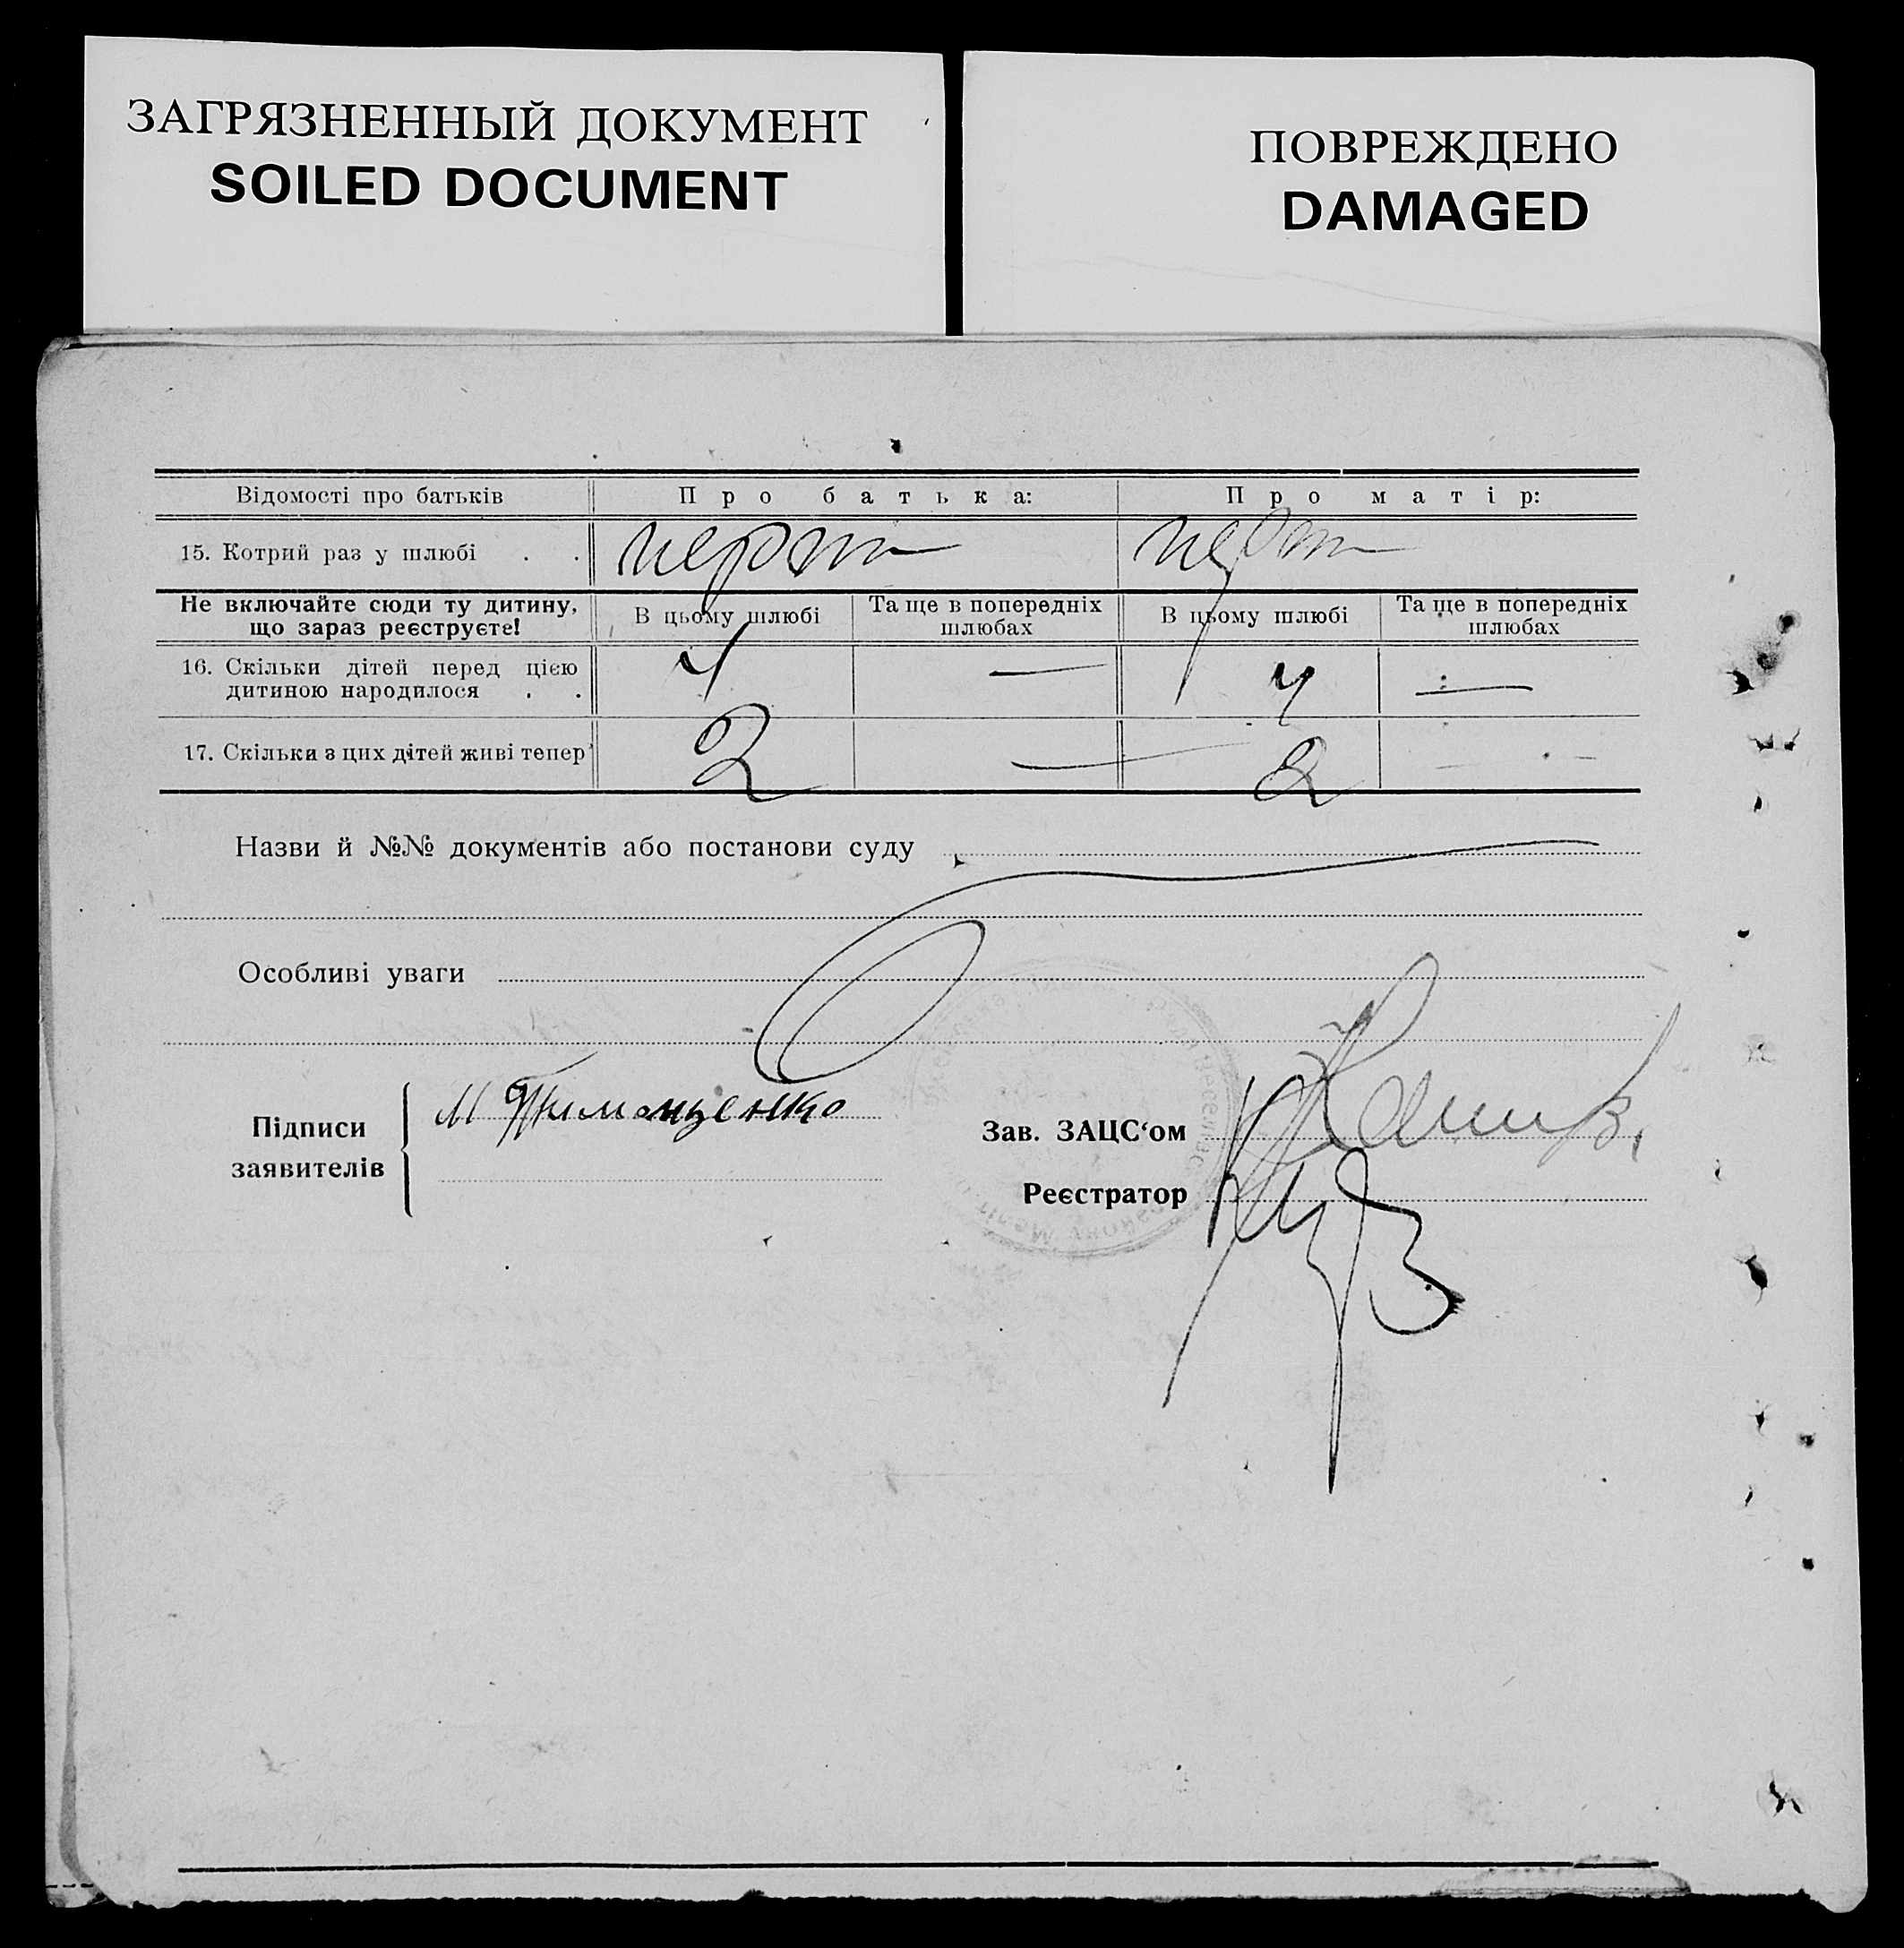 ЗАГРЯЗНЕННЫЙ ДОКУМЕНТ
SOILED DOCUMENT
ПОВРЕЖДЕНО
DAMAGED
Відомості про батьків Про батька: Про матір:
15. Котрий раз у шлюбі . .
Не включайте сюди ту дитину, що зараз реєструєте! В цьому шлюбі Та ще в попередніх шлюбах В цьому шлюбі Та ще в попередніх шлюбах
16. Скільки дітей перед цією
дитиною народилося . . 4 — 4 —
17. Скільки з цих дітей живі тепер 2 — 2 —
Назви й №№ документів або постанови суду
Особливі уваги
Підписи заявителів
М Тимощенко
Зав. ЗАЦС‘ом
Реєстратор